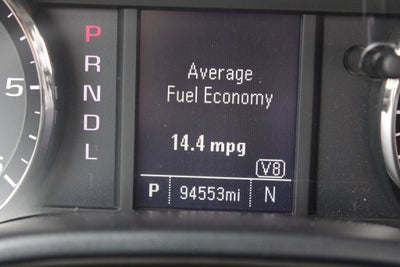 P
R
N
D
L
5
Average
Fuel Economy
14.4 mpg
V8
P 94553mi N